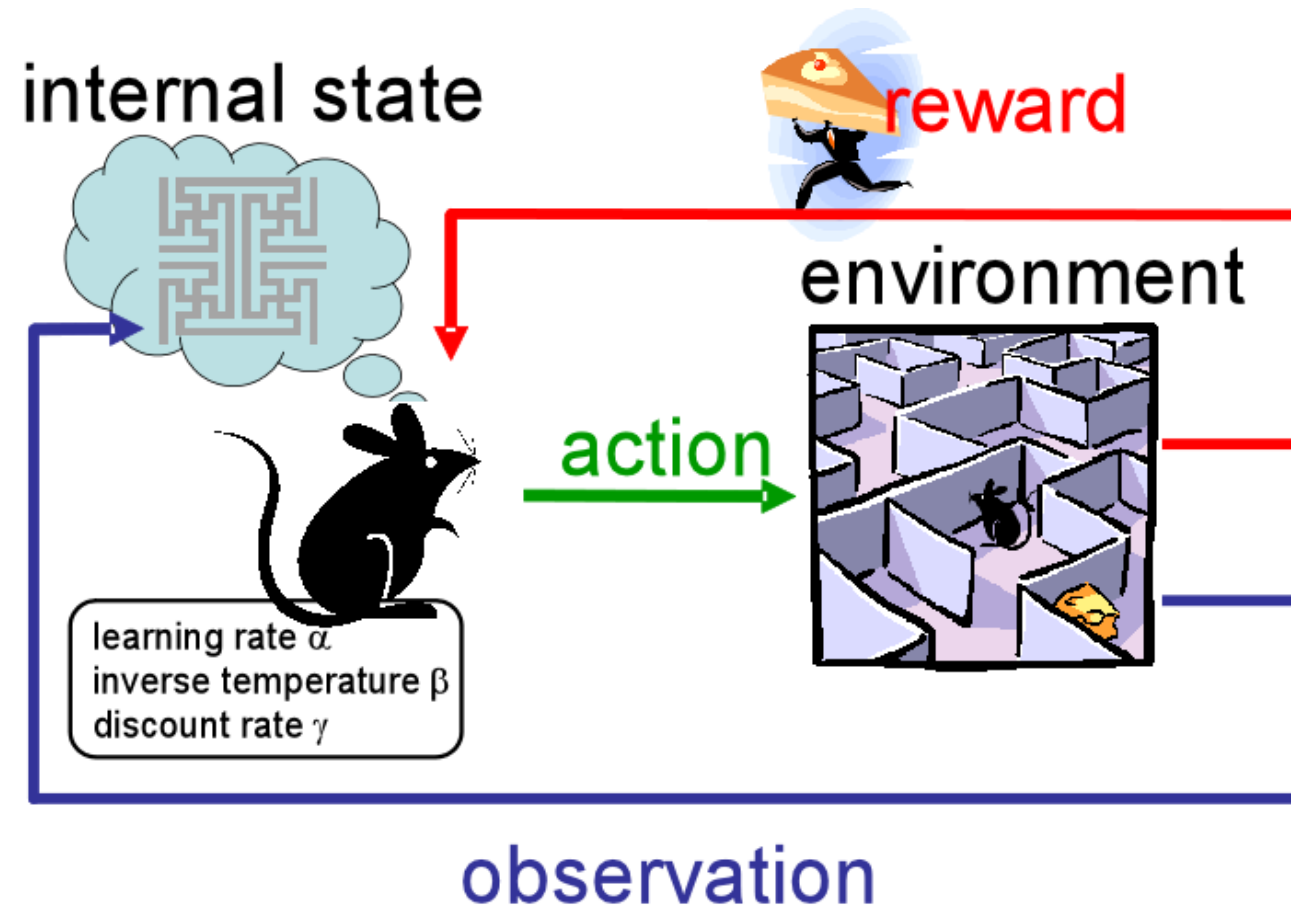 internal state
reward
environment
action
learning rate α
inverse temperature β
discount rate γ
observation